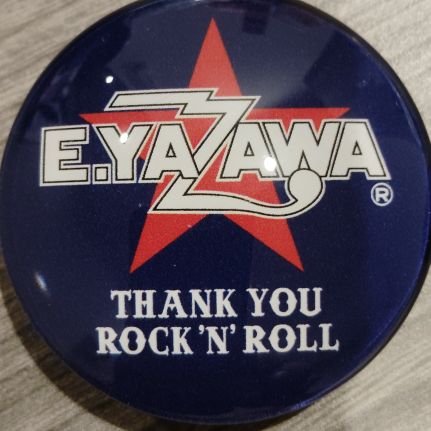 E.YAZAWA
®
THANK YOU
ROCK 'N' ROLL